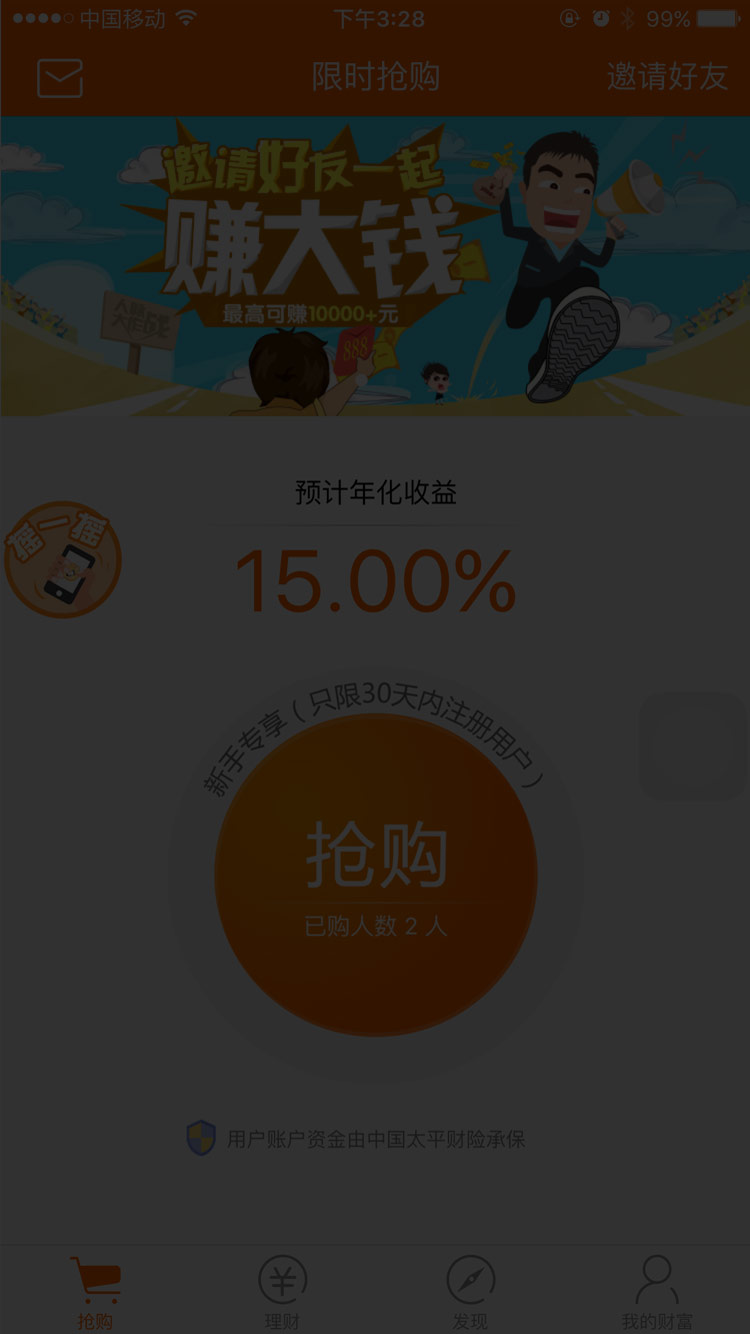 中国移动 下午3:28 99%
限时抢购 邀请好友
邀请好友一起
赚大钱
最高可赚10000+元
大作战
888
预计年化收益
摇一摇
15.00%
新手专享(只限30天内注册用户)
抢购
已购人数 2 人
用户账户资金由中国太平财险承保
抢购 理财 发现 我的财富